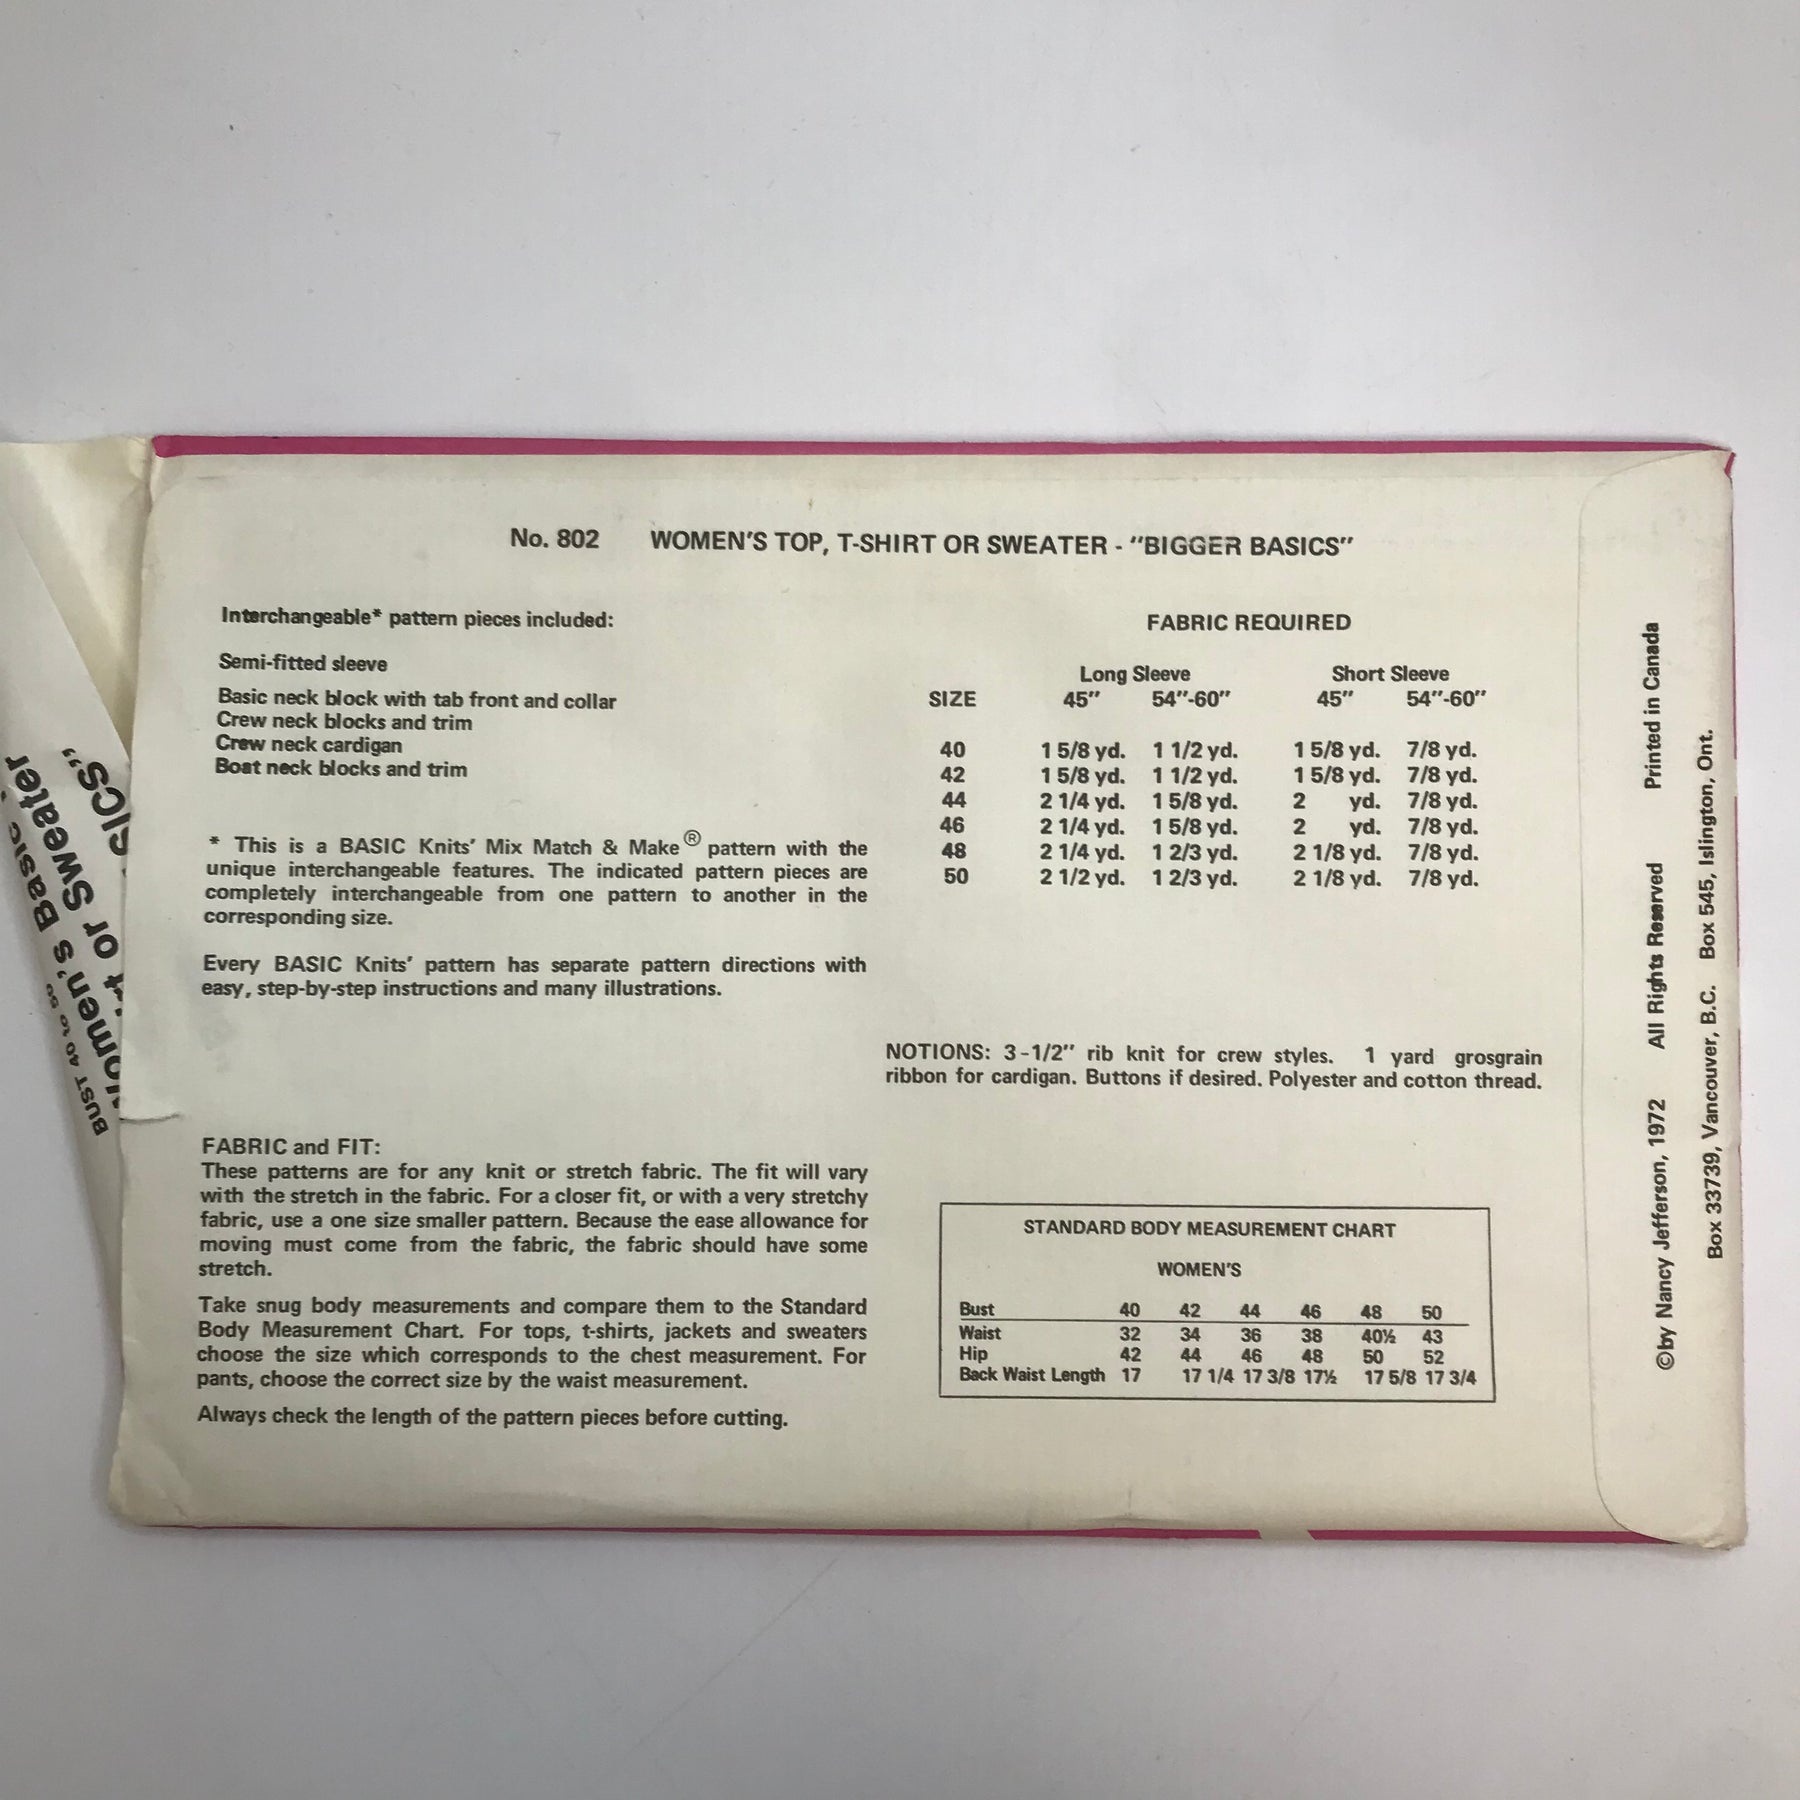 No. 802 WOMEN'S TOP, T-SHIRT OR SWEATER - "BIGGER BASICS"
Interchangeable* pattern pieces included:
Semi-fitted sleeve
Basic neck block with tab front and collar
Crew neck blocks and trim
Crew neck cardigan
Boat neck blocks and trim
* This is a BASIC Knits' Mix Match & Make® pattern with the
unique interchangeable features. The indicated pattern pieces are
completely interchangeable from one pattern to another in the
corresponding size.
Every BASIC Knits' pattern has separate pattern directions with
easy, step-by-step instructions and many illustrations.
FABRIC and FIT:
These patterns are for any knit or stretch fabric. The fit will vary
with the stretch in the fabric. For a closer fit, or with a very stretchy
fabric, use a one size smaller pattern. Because the ease allowance for
moving must come from the fabric, the fabric should have some
stretch.
Take snug body measurements and compare them to the Standard
Body Measurement Chart. For tops, t-shirts, jackets and sweaters
choose the size which corresponds to the chest measurement. For
pants, choose the correct size by the waist measurement.
Always check the length of the pattern pieces before cutting.
FABRIC REQUIRED
Long Sleeve Short Sleeve
SIZE 45" 54"-60" 45" 54"-60"
40 1 5/8 yd. 1 1/2 yd. 1 5/8 yd. 7/8 yd.
42 1 5/8 yd. 1 1/2 yd. 1 5/8 yd. 7/8 yd.
44 2 1/4 yd. 1 5/8 yd. 2 yd. 7/8 yd.
46 2 1/4 yd. 1 5/8 yd. 2 yd. 7/8 yd.
48 2 1/4 yd. 1 2/3 yd. 2 1/8 yd. 7/8 yd.
50 2 1/2 yd. 1 2/3 yd. 2 1/8 yd. 7/8 yd.
NOTIONS: 3-1/2" rib knit for crew styles. 1 yard grosgrain
ribbon for cardigan. Buttons if desired. Polyester and cotton thread.
STANDARD BODY MEASUREMENT CHART
WOMEN'S
Bust 40 42 44 46 48 50
Waist 32 34 36 38 40½ 43
Hip 42 44 46 48 50 52
Back Waist Length 17 17 1/4 17 3/8 17½ 17 5/8 17 3/4
©by Nancy Jefferson, 1972 All Rights Reserved Printed in Canada
Box 33739, Vancouver, B.C. Box 545, Islington, Ont.
Women's Basic
or Sweater
BUST 40 to 50